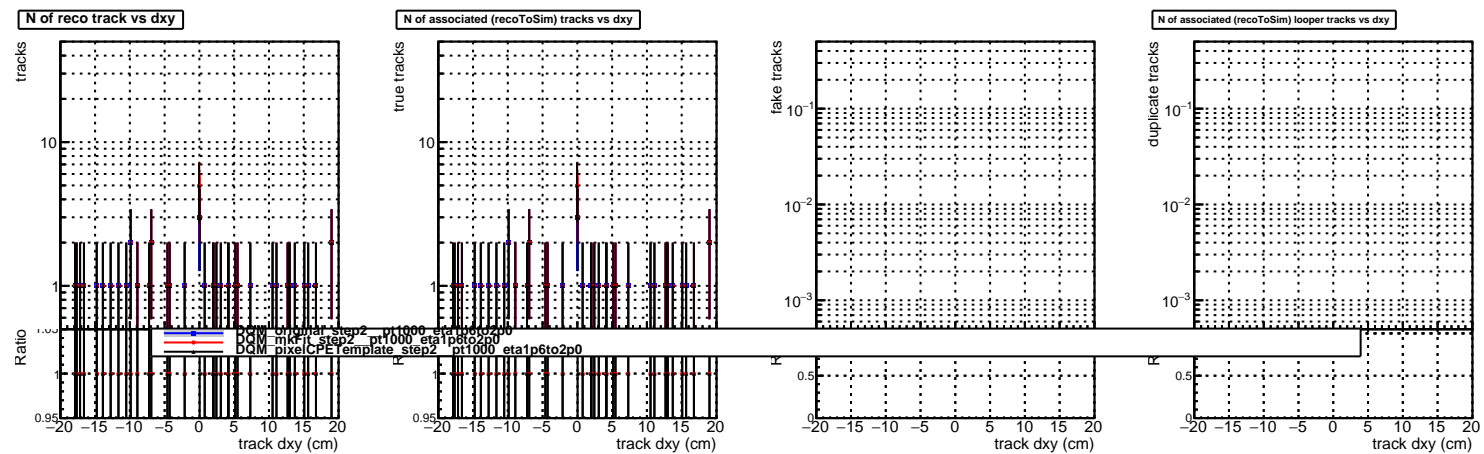 N of reco track vs dxy
tracks
10
1
Ratio
1.05
1
0.95
−20 −15 −10 −5 0 5 10 15 20
track dxy (cm)
N of associated (recoToSim) tracks vs dxy
true tracks
10
1
1
0.95
−20 −15 −10 −5 0 5 10 15 20
track dxy (cm)
fake tracks
10−1
10−2
10−3
0.5
0
−20 −15 −10 −5 0 5 10 15 20
track dxy (cm)
N of associated (recoToSim) looper tracks vs dxy
duplicate tracks
10−1
10−2
10−3
0.5
0
−20 −15 −10 −5 0 5 10 15 20
track dxy (cm)
DQM_original_step2__pt1000_eta1p6to2p0
DQM_mkFit_step2__pt1000_eta1p6to2p0
DQM_pixelCPETemplate_step2__pt1000_eta1p6to2p0